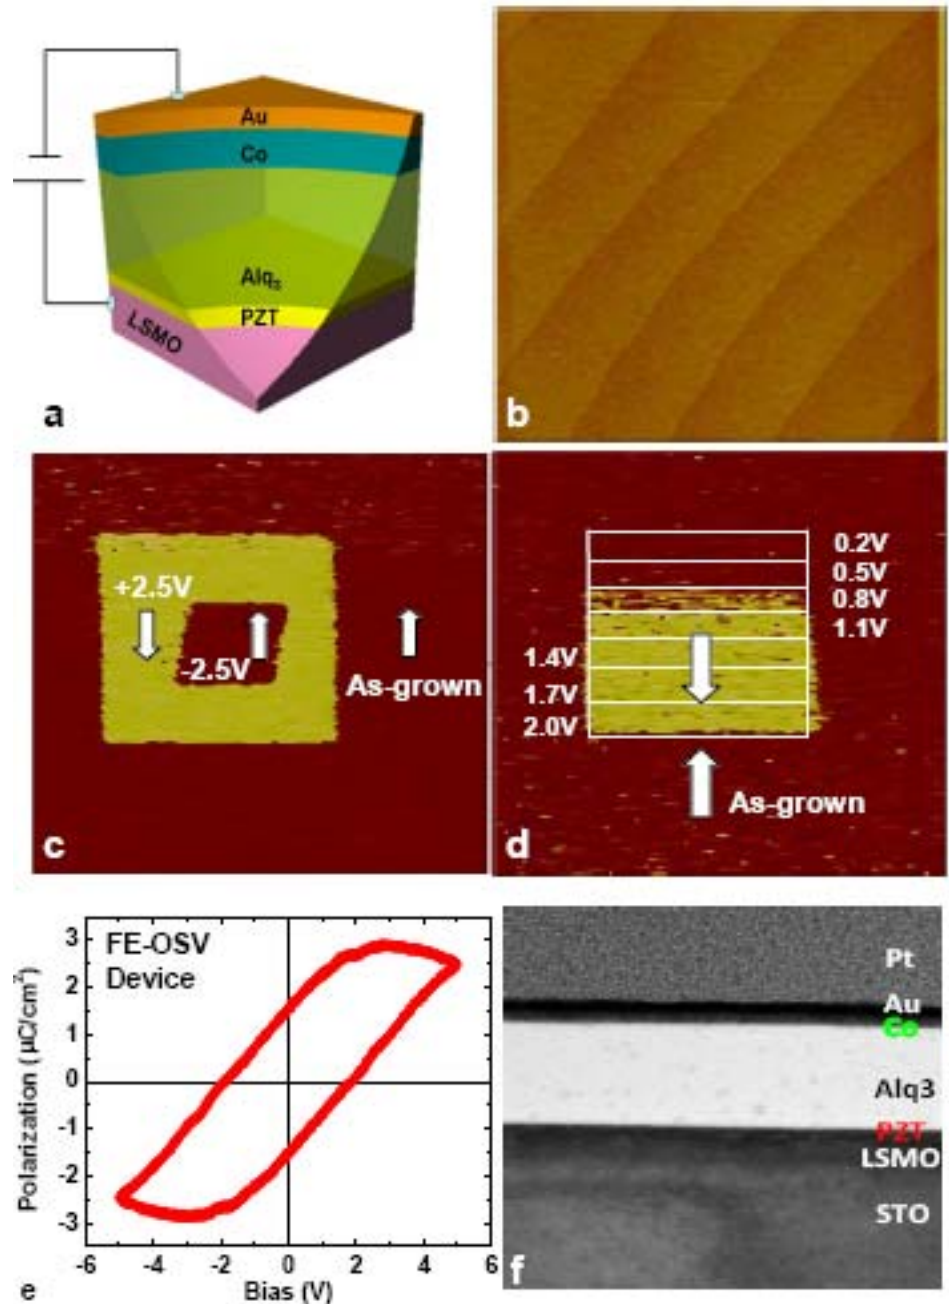 Au
Co
Alq₃
PZT
LSMO
a
b
+2.5V
-2.5V
As-grown
c
0.2V
0.5V
0.8V
1.1V
1.4V
1.7V
2.0V
As-grown
d
FE-OSV
Device
Polarization ( μC/cm²)
3
2
1
0
-1
-2
-3
-6 -4 -2 0 2 4 6
Bias (V)
e
Pt
Au
Co
Alq3
PZT
LSMO
STO
f